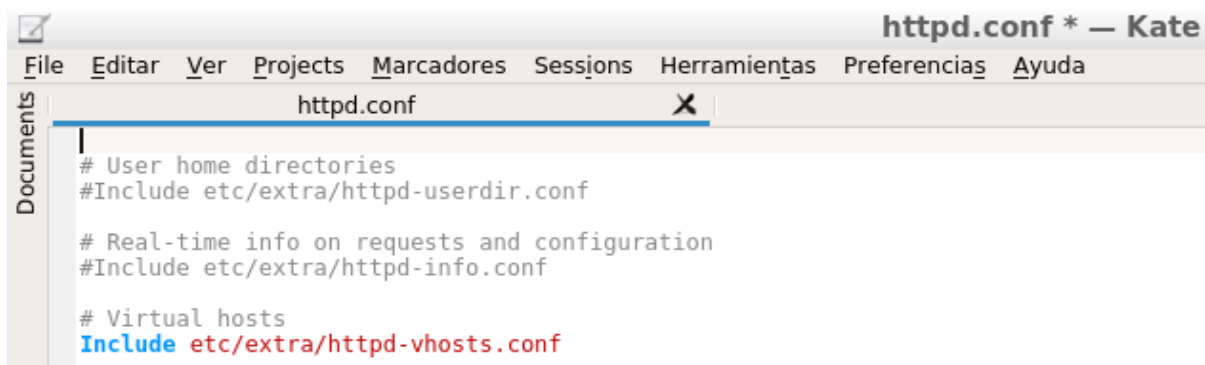 httpd.conf * — Kate
File Editar Ver Projects Marcadores Sessions Herramientas Preferencias Ayuda
Documents
httpd.conf
# User home directories
#Include etc/extra/httpd-userdir.conf
# Real-time info on requests and configuration
#Include etc/extra/httpd-info.conf
# Virtual hosts
Include etc/extra/httpd-vhosts.conf